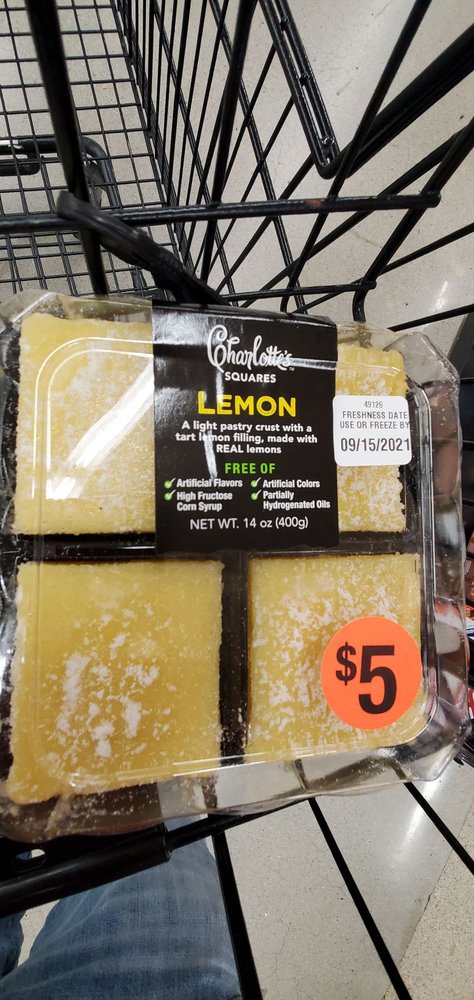 Charlotte's
SQUARES
LEMON
A light pastry crust with a
tart lemon filling, made with
REAL lemons
FREE OF
Artificial Flavors
High Fructose
Corn Syrup
Artificial Colors
Partially
Hydrogenated Oils
NET WT. 14 oz (400g)
49126
FRESHNESS DATE
USE OR FREEZE BY
09/15/2021
$5